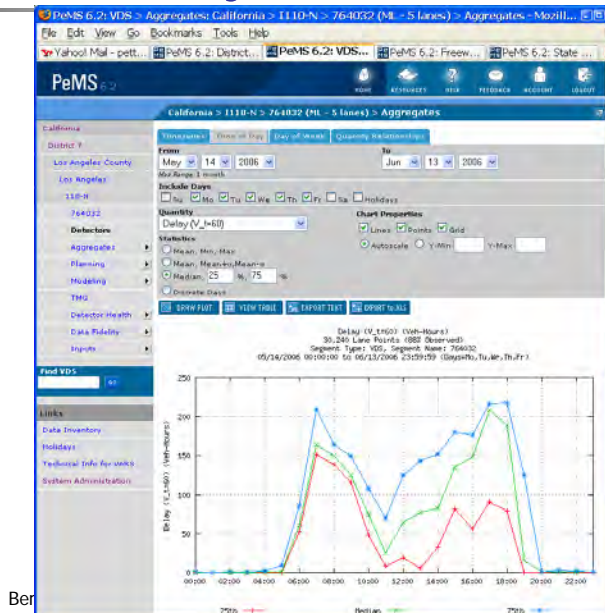 PeMS 6.2: VDS > Aggregates: California > I110-N > 764032 (ML - 5 lanes) > Aggregates - Mozill...
File Edit View Go Bookmarks Tools Help
Yahoo! Mail - pett... PeMS 6.2: District... PeMS 6.2: VDS... PeMS 6.2: Freew... PeMS 6.2: State ...
PeMS 6.2
HOME RESOURCES HELP FEEDBACK ACCOUNT LOGOUT
California > I110-N > 764032 (ML - 5 lanes) > Aggregates
California
District 7
Los Angeles County
Los Angeles
110-N
764032
Detectors
Aggregates
Planning
Modeling
TMG
Detector Health
Data Fidelity
Inputs
Find VDS
Links
Data Inventory
Holidays
Technical Info for Units
System Administration
Timeseries Time of Day Day of Week Quantity Relationships
From To
May 14 2006 Jun 13 2006
Max Range 1 month
Include Days
Su Mo Tu We Th Fr Sa Holidays
Quantity Chart Properties
Delay (V_t=60) Lines Points Grid
Statistics Autoscale Y-Min Y-Max
Mean, Min, Max
Mean, Mean+σ, Mean-σ
Median, 25 %, 75 %
Discrete Days
DRAW PLOT VIEW TABLE EXPORT TEXT EXPORT to XLS
Delay (V_t=60) (Veh-Hours)
30,240 Lane Points (88% Observed)
Segment Type: VDS, Segment Name: 764032
05/14/2006 00:00:00 to 06/13/2006 23:59:59 (Days=Mo,Tu,We,Th,Fr)
250
200
150
100
50
0
Delay (V_t=60) (Veh-Hours)
00:00 02:00 04:00 06:00 08:00 10:00 12:00 14:00 16:00 18:00 20:00 22:00
25th Median 75th
Ber